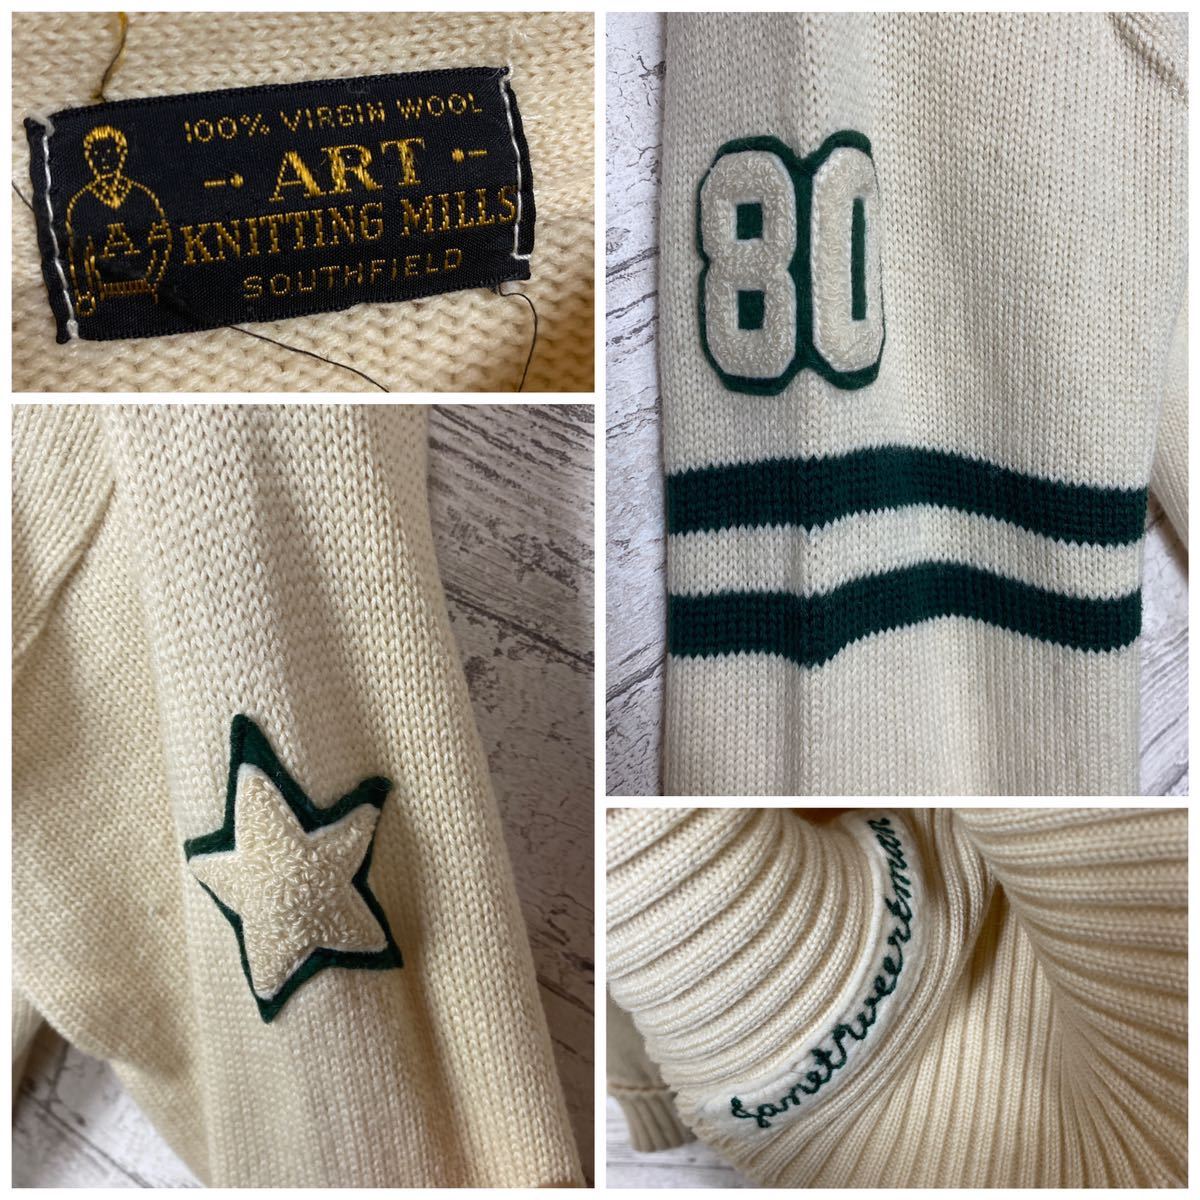 100% VIRGIN WOOL
ART
KNITTING MILLS
SOUTHFIELD
A A
80